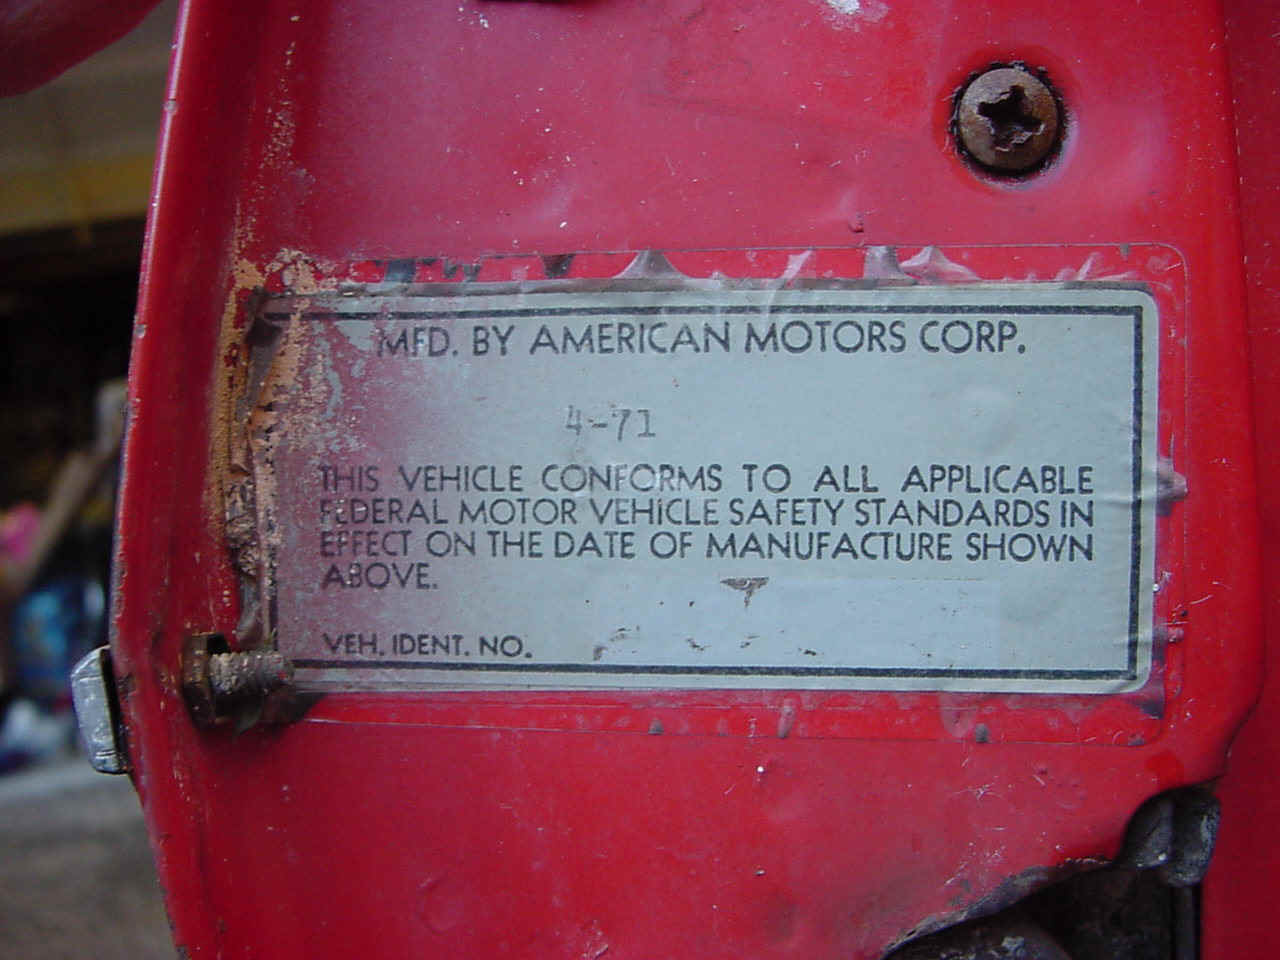 MFD. BY AMERICAN MOTORS CORP.
4-71
THIS VEHICLE CONFORMS TO ALL APPLICABLE
FEDERAL MOTOR VEHICLE SAFETY STANDARDS IN
EFFECT ON THE DATE OF MANUFACTURE SHOWN
ABOVE.
VEH. IDENT. NO.